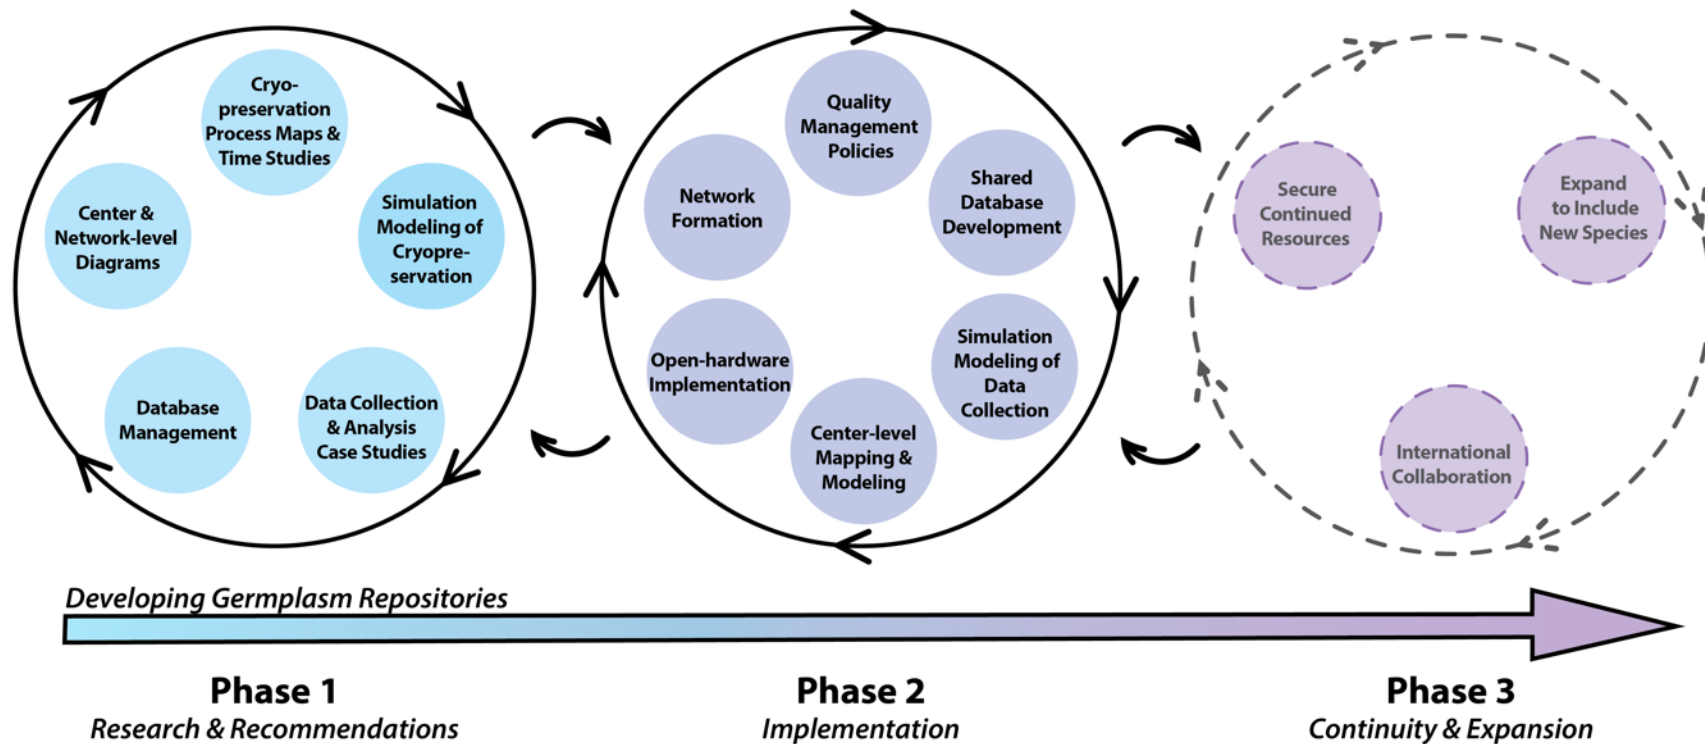 Cryo-
preservation
Process Maps &
Time Studies
Center &
Network-level
Diagrams
Simulation
Modeling of
Cryopre-
servation
Database
Management
Data Collection
& Analysis
Case Studies
Quality
Management
Policies
Network
Formation
Shared
Database
Development
Open-hardware
Implementation
Simulation
Modeling of
Data
Collection
Center-level
Mapping &
Modeling
Secure
Continued
Resources
Expand
to Include
New Species
International
Collaboration
Developing Germplasm Repositories
Phase 1
Research & Recommendations
Phase 2
Implementation
Phase 3
Continuity & Expansion